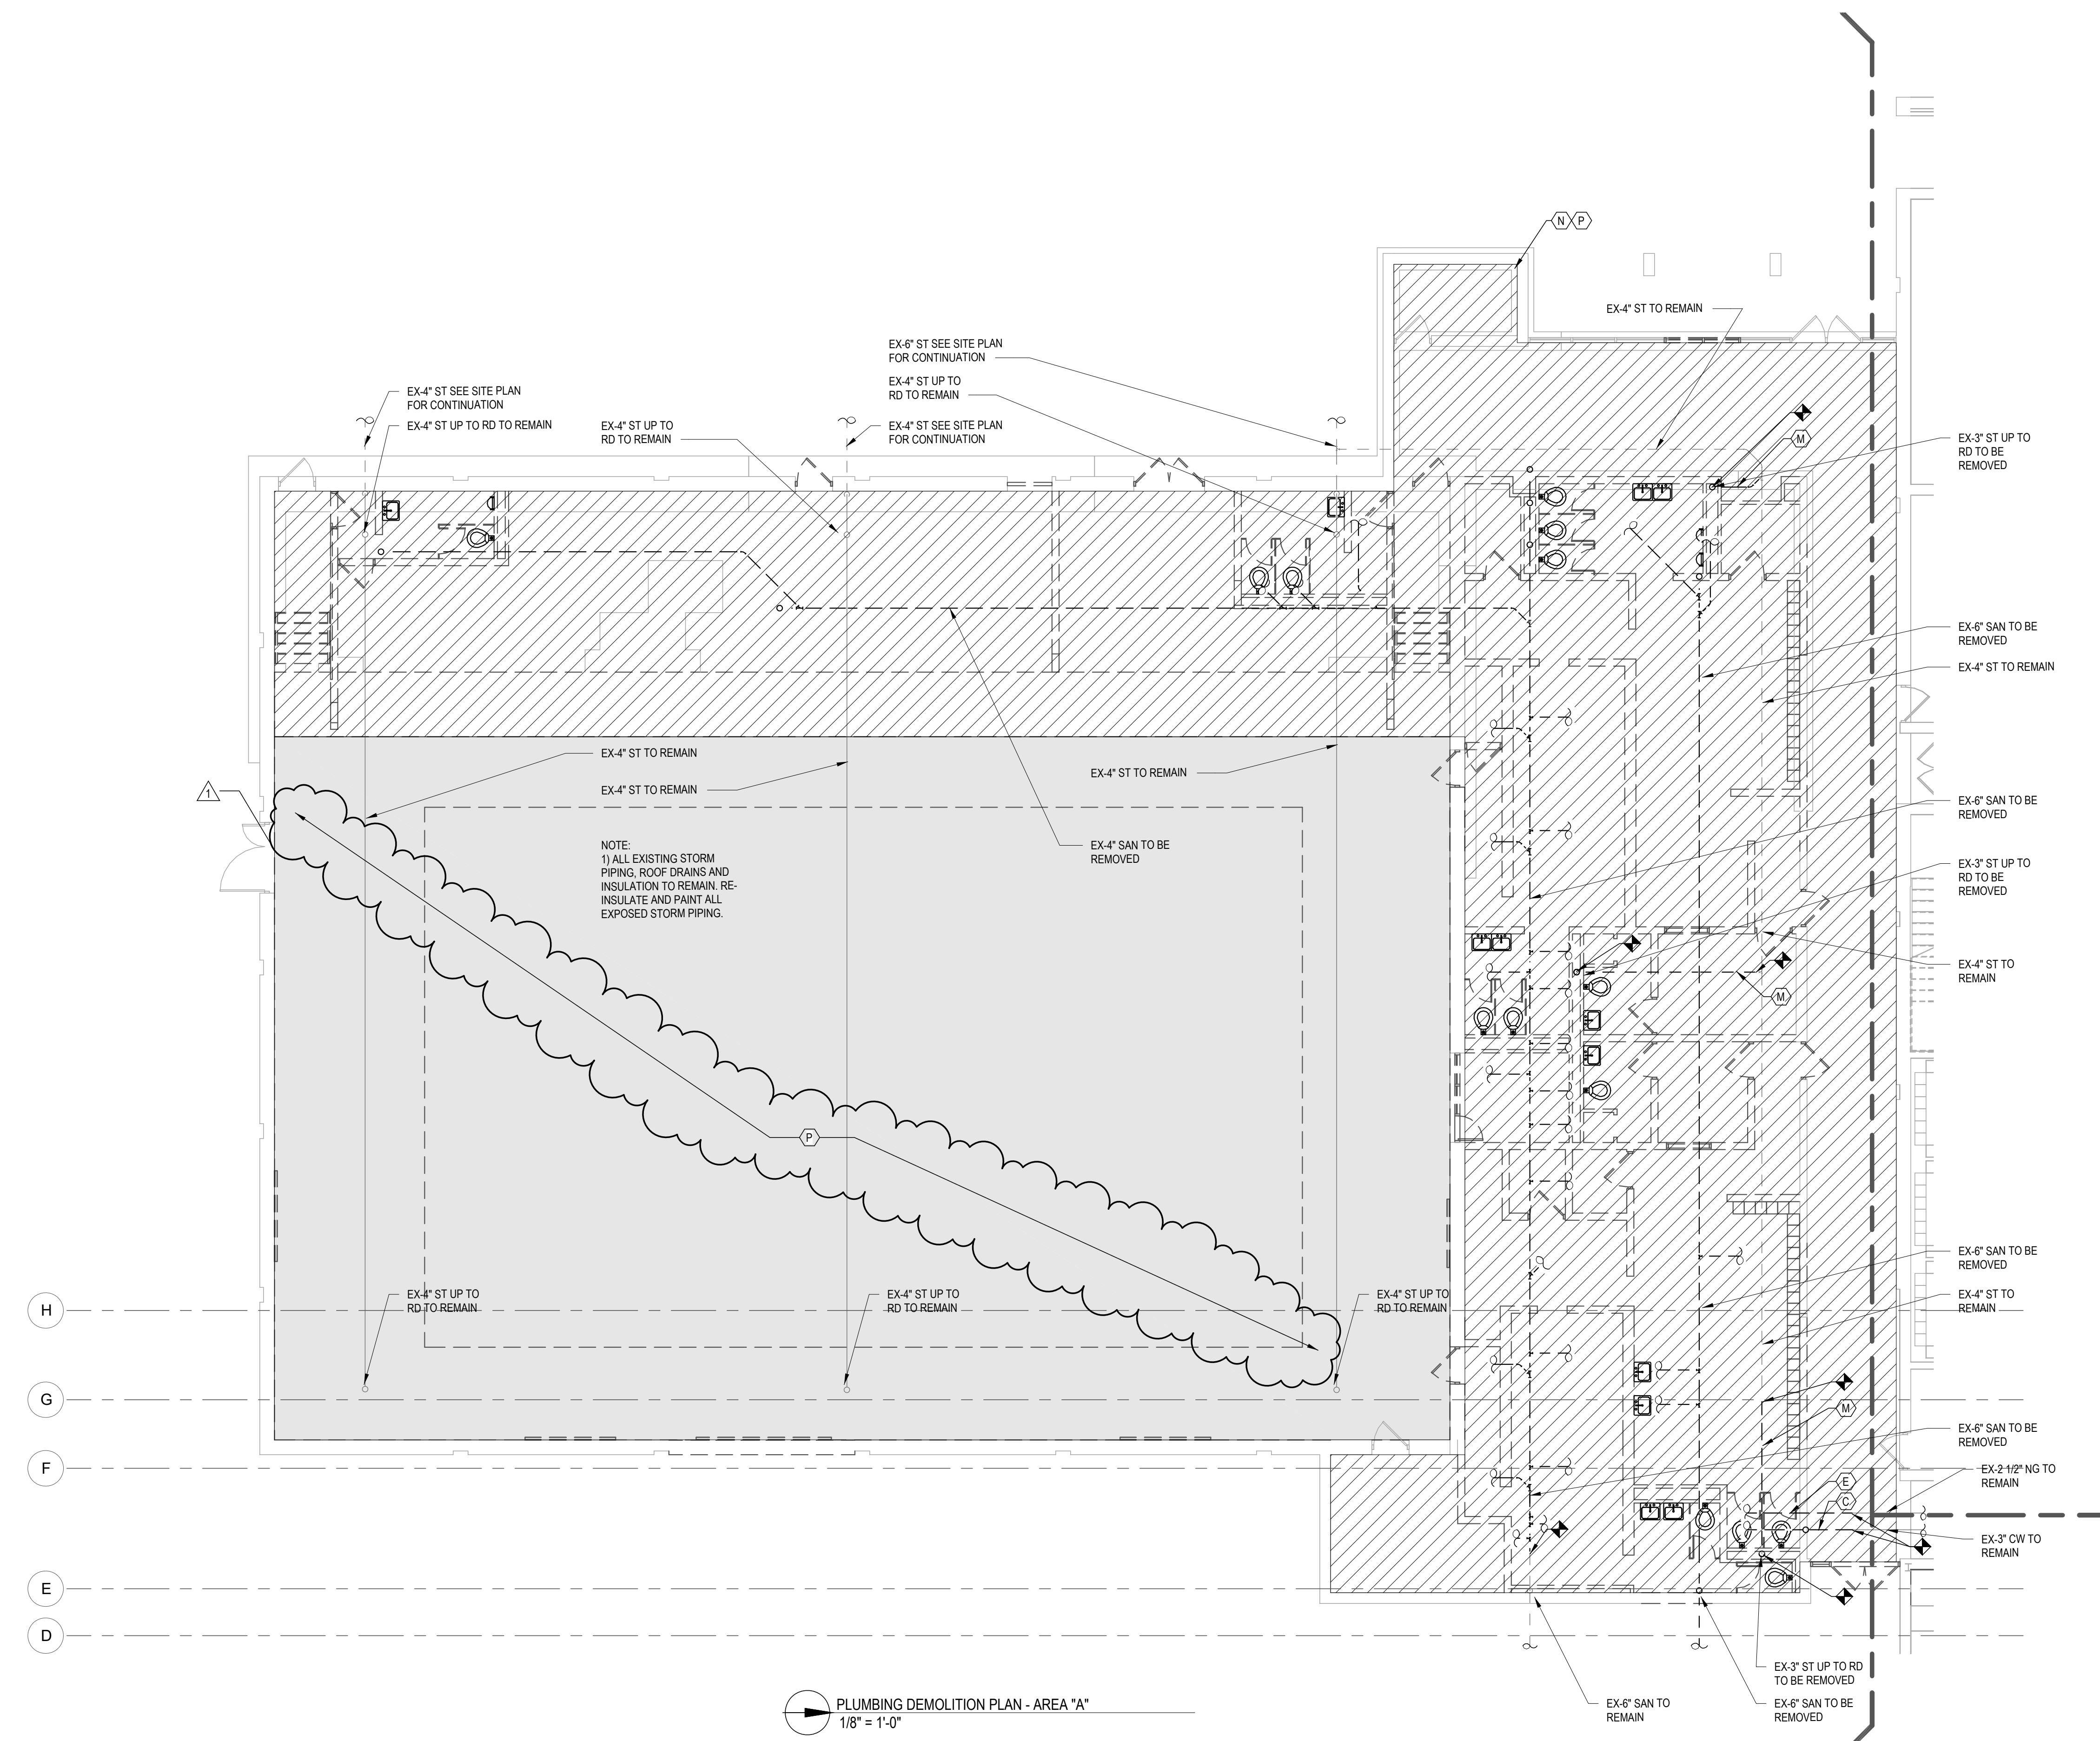 N P
EX-4" ST TO REMAIN
EX-6" ST SEE SITE PLAN
FOR CONTINUATION
EX-4" ST UP TO
RD TO REMAIN
EX-4" ST SEE SITE PLAN
FOR CONTINUATION
EX-4" ST SEE SITE PLAN
FOR CONTINUATION
EX-4" ST UP TO RD TO REMAIN
EX-4" ST UP TO
RD TO REMAIN
M
EX-3" ST UP TO
RD TO BE
REMOVED
EX-6" SAN TO BE
REMOVED
EX-4" ST TO REMAIN
EX-4" ST TO REMAIN
EX-4" ST TO REMAIN
EX-4" ST TO REMAIN
1
NOTE:
1) ALL EXISTING STORM
PIPING, ROOF DRAINS AND
INSULATION TO REMAIN. RE-
INSULATE AND PAINT ALL
EXPOSED STORM PIPING.
EX-4" SAN TO BE
REMOVED
EX-6" SAN TO BE
REMOVED
EX-3" ST UP TO
RD TO BE
REMOVED
EX-4" ST TO
REMAIN
M
P
EX-6" SAN TO BE
REMOVED
EX-4" ST TO
REMAIN
EX-4" ST UP TO
RD TO REMAIN
EX-4" ST UP TO
RD TO REMAIN
EX-4" ST UP TO
RD TO REMAIN
H
G
M
EX-6" SAN TO BE
REMOVED
F
EX-2 1/2" NG TO
REMAIN
E
C
EX-3" CW TO
REMAIN
E
D
EX-3" ST UP TO RD
TO BE REMOVED
EX-6" SAN TO
REMAIN
EX-6" SAN TO BE
REMOVED
PLUMBING DEMOLITION PLAN - AREA "A"
1/8" = 1'-0"